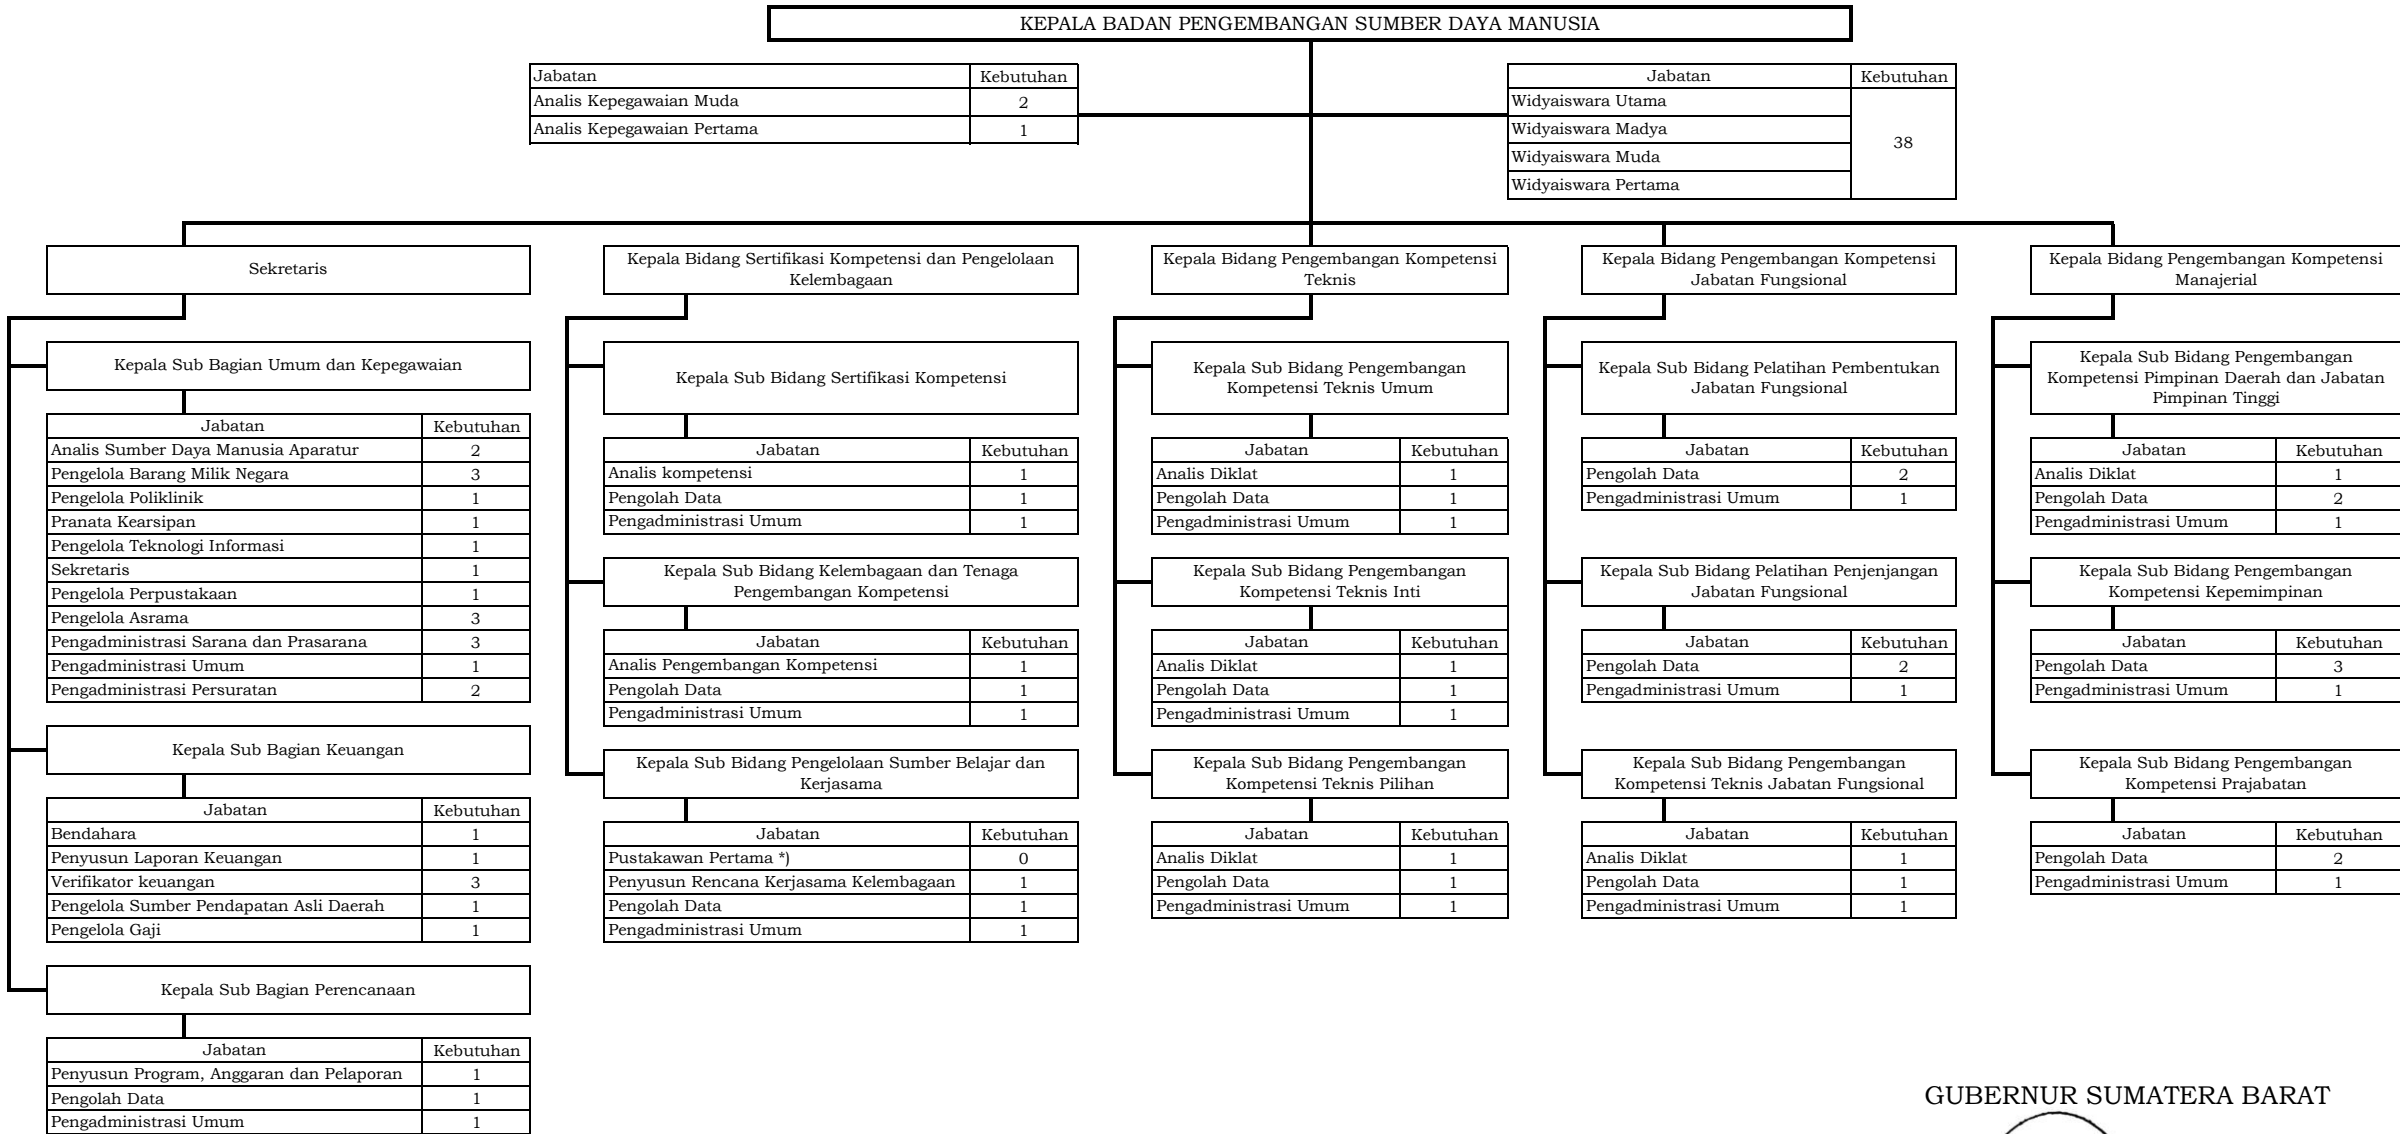 KEPALA BADAN PENGEMBANGAN SUMBER DAYA MANUSIA
Jabatan Kebutuhan
Analis Kepegawaian Muda 2
Analis Kepegawaian Pertama 1
Jabatan Kebutuhan
Widyaiswara Utama
Widyaiswara Madya
38
Widyaiswara Muda
Widyaiswara Pertama
Sekretaris
Kepala Sub Bagian Umum dan Kepegawaian
Jabatan Kebutuhan
Analis Sumber Daya Manusia Aparatur 2
Pengelola Barang Milik Negara 3
Pengelola Poliklinik 1
Pranata Kearsipan 1
Pengelola Teknologi Informasi 1
Sekretaris 1
Pengelola Perpustakaan 1
Pengelola Asrama 3
Pengadministrasi Sarana dan Prasarana 3
Pengadministrasi Umum 1
Pengadministrasi Persuratan 2
Kepala Sub Bagian Keuangan
Jabatan Kebutuhan
Bendahara 1
Penyusun Laporan Keuangan 1
Verifikator keuangan 3
Pengelola Sumber Pendapatan Asli Daerah 1
Pengelola Gaji 1
Kepala Sub Bagian Perencanaan
Jabatan Kebutuhan
Penyusun Program, Anggaran dan Pelaporan 1
Pengolah Data 1
Pengadministrasi Umum 1
Kepala Bidang Sertifikasi Kompetensi dan Pengelolaan
Kelembagaan
Kepala Sub Bidang Sertifikasi Kompetensi
Jabatan Kebutuhan
Analis kompetensi 1
Pengolah Data 1
Pengadministrasi Umum 1
Kepala Sub Bidang Kelembagaan dan Tenaga
Pengembangan Kompetensi
Jabatan Kebutuhan
Analis Pengembangan Kompetensi 1
Pengolah Data 1
Pengadministrasi Umum 1
Kepala Sub Bidang Pengelolaan Sumber Belajar dan
Kerjasama
Jabatan Kebutuhan
Pustakawan Pertama *) 0
Penyusun Rencana Kerjasama Kelembagaan 1
Pengolah Data 1
Pengadministrasi Umum 1
Kepala Bidang Pengembangan Kompetensi
Teknis
Kepala Sub Bidang Pengembangan
Kompetensi Teknis Umum
Jabatan Kebutuhan
Analis Diklat 1
Pengolah Data 1
Pengadministrasi Umum 1
Kepala Sub Bidang Pengembangan
Kompetensi Teknis Inti
Jabatan Kebutuhan
Analis Diklat 1
Pengolah Data 1
Pengadministrasi Umum 1
Kepala Sub Bidang Pengembangan
Kompetensi Teknis Pilihan
Jabatan Kebutuhan
Analis Diklat 1
Pengolah Data 1
Pengadministrasi Umum 1
Kepala Bidang Pengembangan Kompetensi
Jabatan Fungsional
Kepala Sub Bidang Pelatihan Pembentukan
Jabatan Fungsional
Jabatan Kebutuhan
Pengolah Data 2
Pengadministrasi Umum 1
Kepala Sub Bidang Pelatihan Penjenjangan
Jabatan Fungsional
Jabatan Kebutuhan
Pengolah Data 2
Pengadministrasi Umum 1
Kepala Sub Bidang Pengembangan
Kompetensi Teknis Jabatan Fungsional
Jabatan Kebutuhan
Analis Diklat 1
Pengolah Data 1
Pengadministrasi Umum 1
Kepala Bidang Pengembangan Kompetensi
Manajerial
Kepala Sub Bidang Pengembangan
Kompetensi Pimpinan Daerah dan Jabatan
Pimpinan Tinggi
Jabatan Kebutuhan
Analis Diklat 1
Pengolah Data 2
Pengadministrasi Umum 1
Kepala Sub Bidang Pengembangan
Kompetensi Kepemimpinan
Jabatan Kebutuhan
Pengolah Data 3
Pengadministrasi Umum 1
Kepala Sub Bidang Pengembangan
Kompetensi Prajabatan
Jabatan Kebutuhan
Pengolah Data 2
Pengadministrasi Umum 1
GUBERNUR SUMATERA BARAT